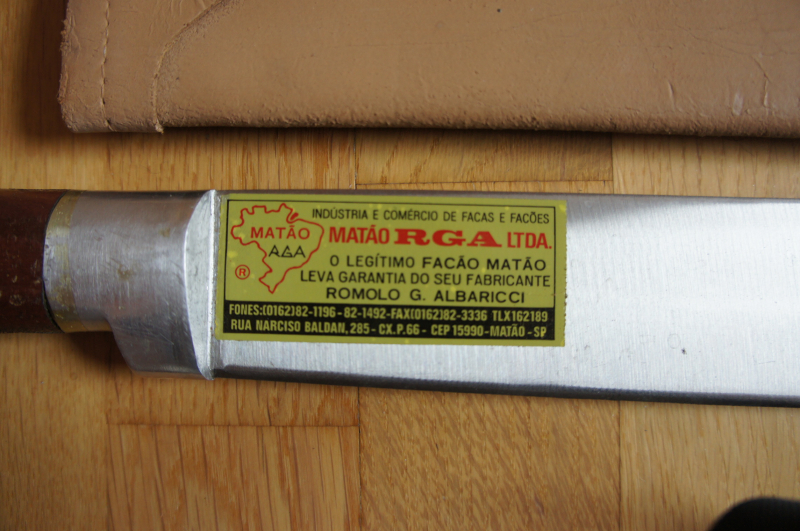 INDÚSTRIA E COMÉRCIO DE FACAS E FACÕES
MATÃO RGA LTDA.
MATÃO
AGA
®
O LEGÍTIMO FACÃO MATÃO
LEVA GARANTIA DO SEU FABRICANTE
ROMOLO G. ALBARICCI
FONES:(0162)82-1196-82-1492-FAX(0162)82-3336 TLX162189
RUA NARCISO BALDAN, 285 - CX.P. 66 - CEP 15990-MATÃO - SP